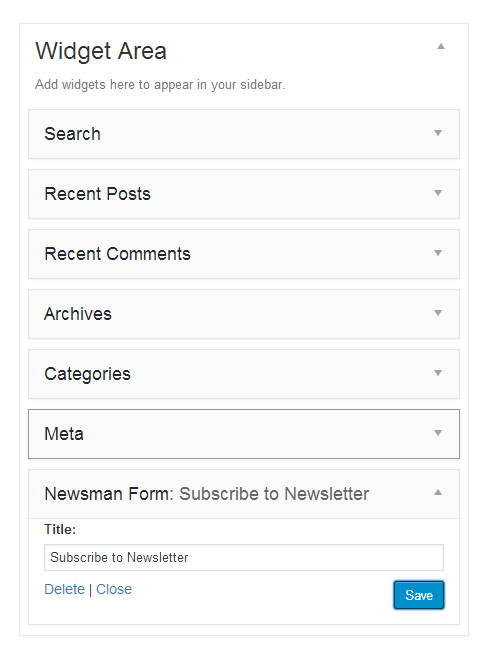 Widget Area
Add widgets here to appear in your sidebar.
Search
Recent Posts
Recent Comments
Archives
Categories
Meta
Newsman Form: Subscribe to Newsletter
Title:
Subscribe to Newsletter
Delete | Close
Save